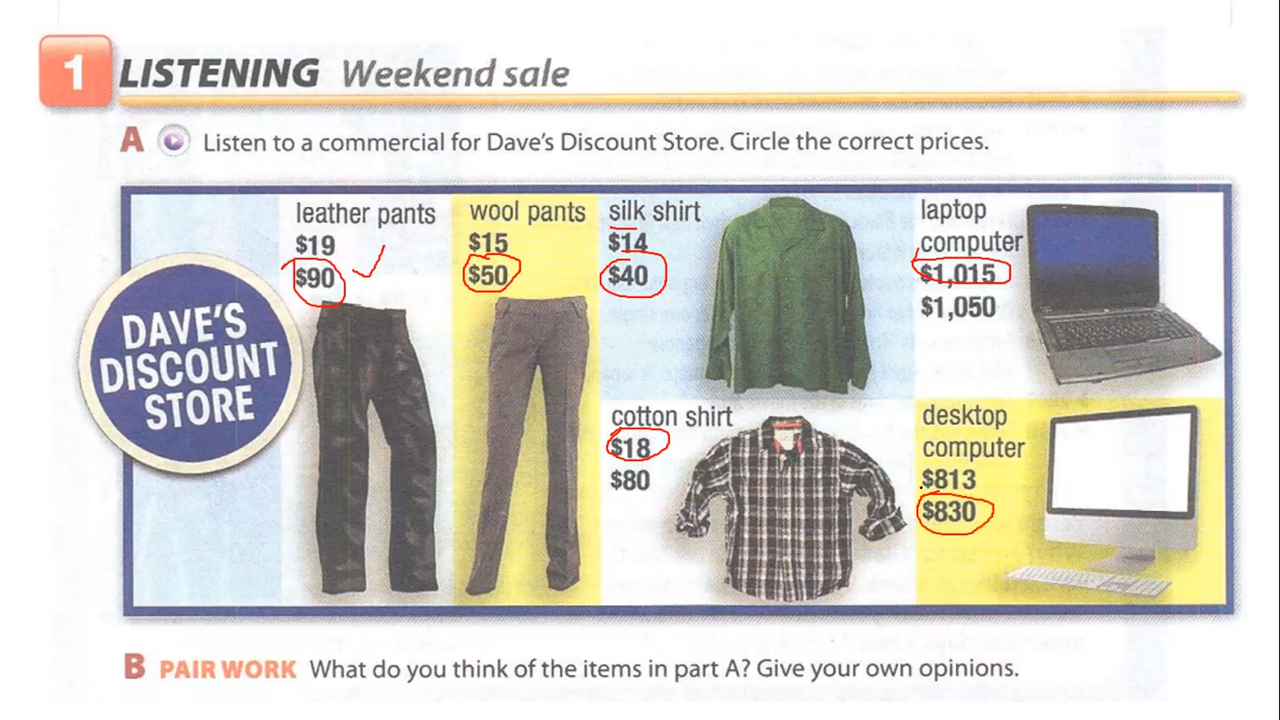 1 LISTENING Weekend sale
A Listen to a commercial for Dave's Discount Store. Circle the correct prices.
DAVE'S
DISCOUNT
STORE
leather pants
$19
$90
wool pants
$15
$50
silk shirt
$14
$40
laptop
computer
$1,015
$1,050
cotton shirt
$18
$80
desktop
computer
$813
$830
B PAIR WORK What do you think of the items in part A? Give your own opinions.